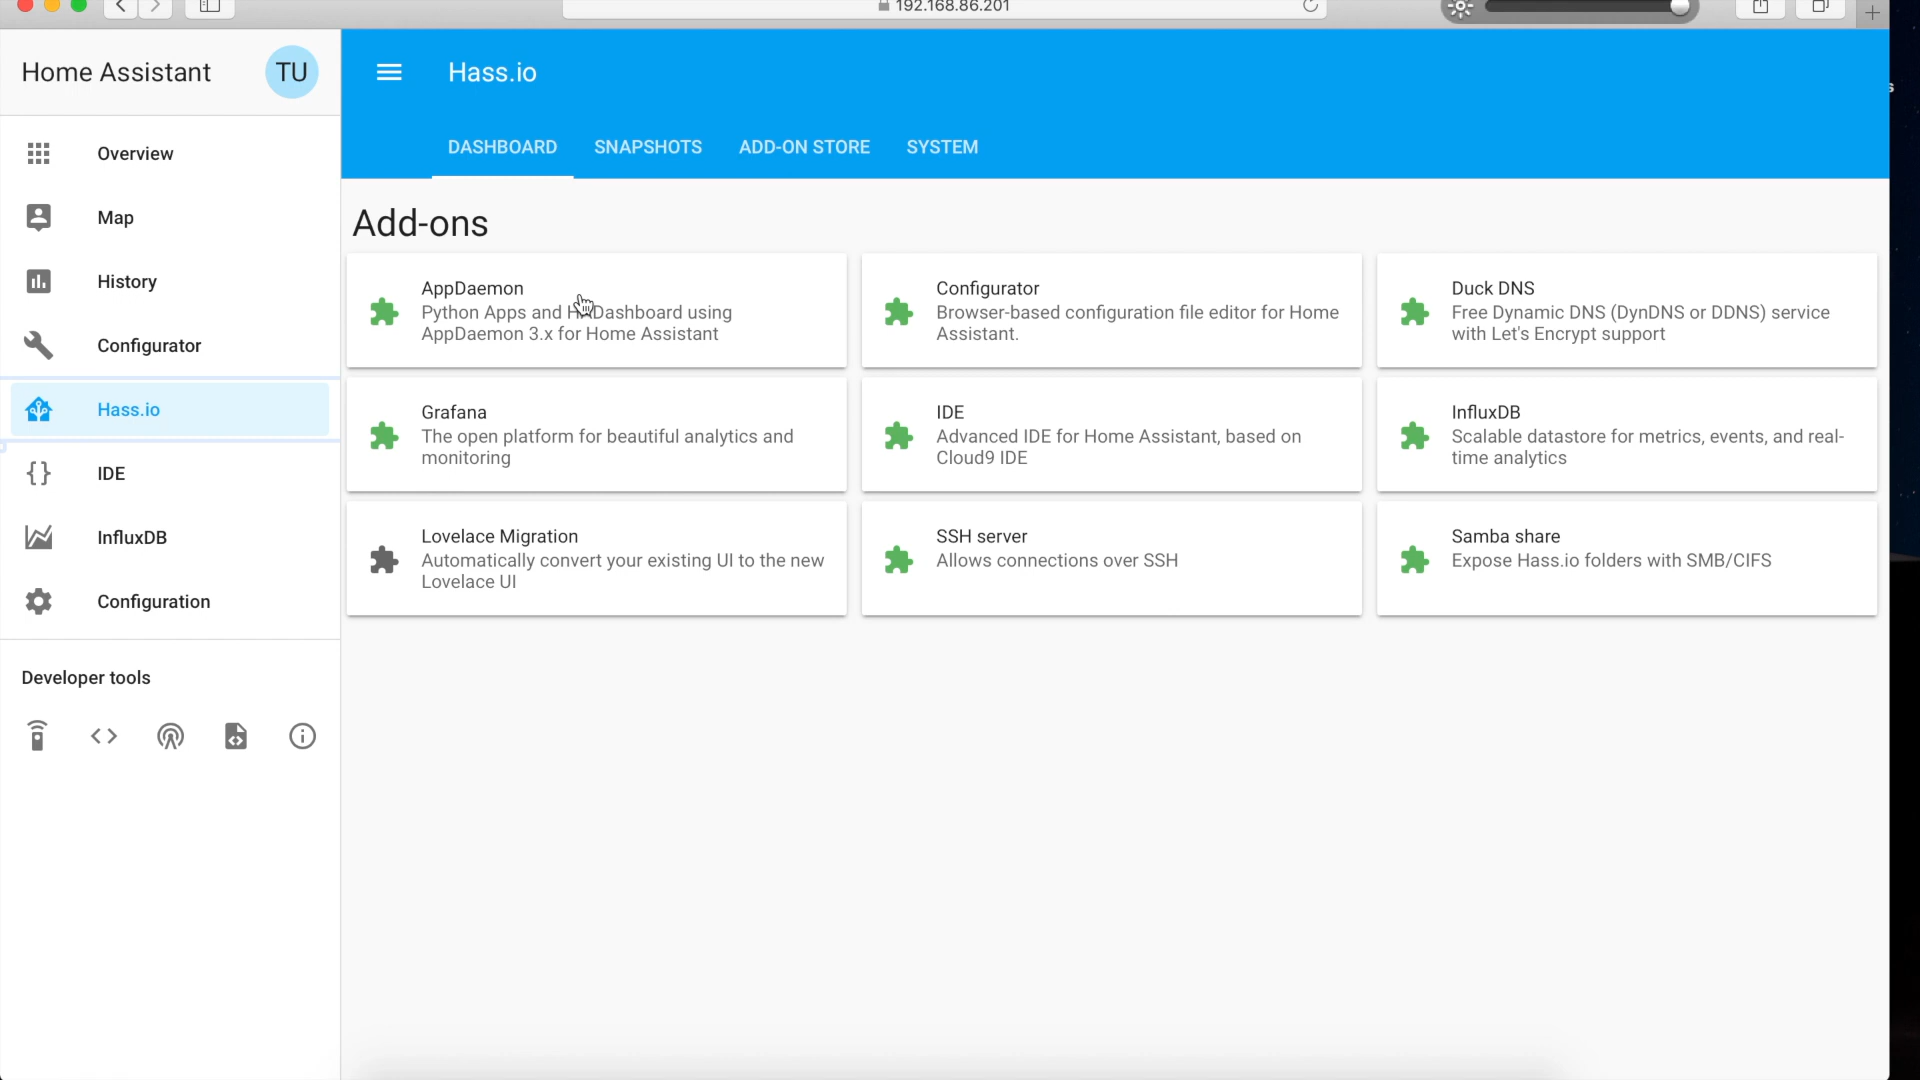 192.168.86.201
Home Assistant
TU
Hass.io
DASHBOARD
SNAPSHOTS
ADD-ON STORE
SYSTEM
Overview
Map
History
Configurator
Hass.io
IDE
InfluxDB
Configuration
Developer tools
Add-ons
AppDaemon
Python Apps and HADashboard using
AppDaemon 3.x for Home Assistant
Configurator
Browser-based configuration file editor for Home
Assistant.
Duck DNS
Free Dynamic DNS (DynDNS or DDNS) service
with Let's Encrypt support
Grafana
The open platform for beautiful analytics and
monitoring
IDE
Advanced IDE for Home Assistant, based on
Cloud9 IDE
InfluxDB
Scalable datastore for metrics, events, and real-
time analytics
Lovelace Migration
Automatically convert your existing UI to the new
Lovelace UI
SSH server
Allows connections over SSH
Samba share
Expose Hass.io folders with SMB/CIFS